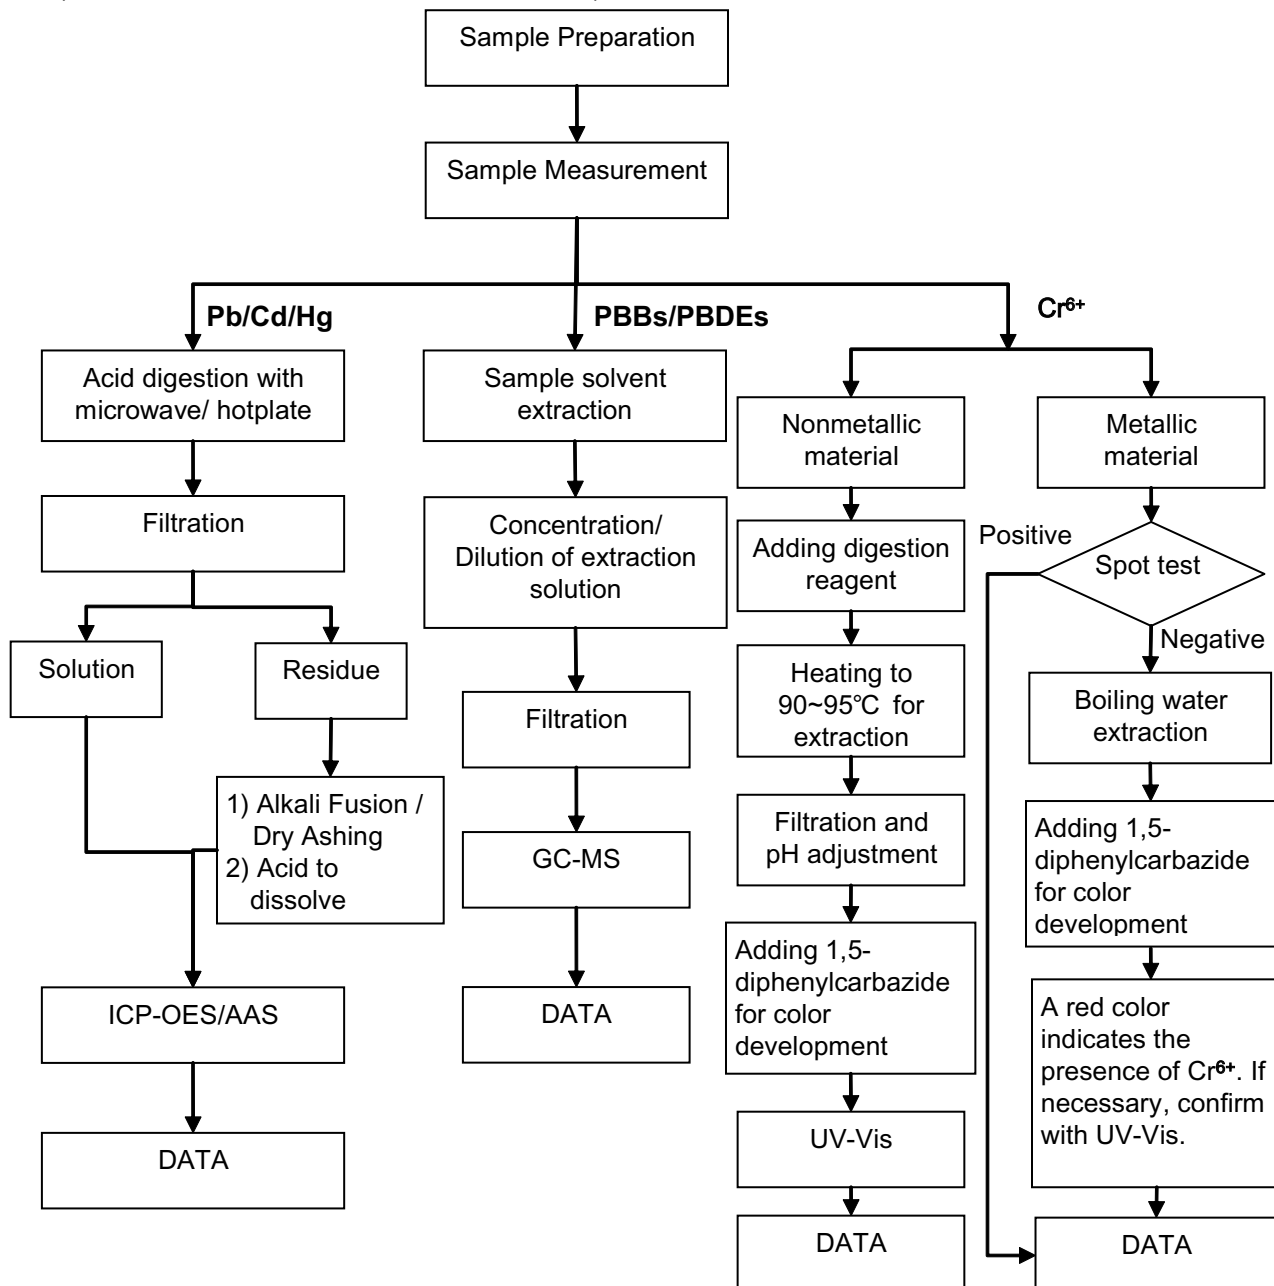 Sample Preparation
Sample Measurement
Pb/Cd/Hg
PBBs/PBDEs
Cr⁶⁺
Acid digestion with
microwave/ hotplate
Filtration
Solution
Residue
1) Alkali Fusion /
Dry Ashing
2) Acid to
dissolve
ICP-OES/AAS
DATA
Sample solvent
extraction
Concentration/
Dilution of extraction
solution
Filtration
GC-MS
DATA
Nonmetallic
material
Adding digestion
reagent
Heating to
90~95℃ for
extraction
Filtration and
pH adjustment
Adding 1,5-
diphenylcarbazide
for color
development
UV-Vis
DATA
Metallic
material
Spot test
Positive
Negative
Boiling water
extraction
Adding 1,5-
diphenylcarbazide
for color
development
A red color
indicates the
presence of Cr⁶⁺. If
necessary, confirm
with UV-Vis.
DATA